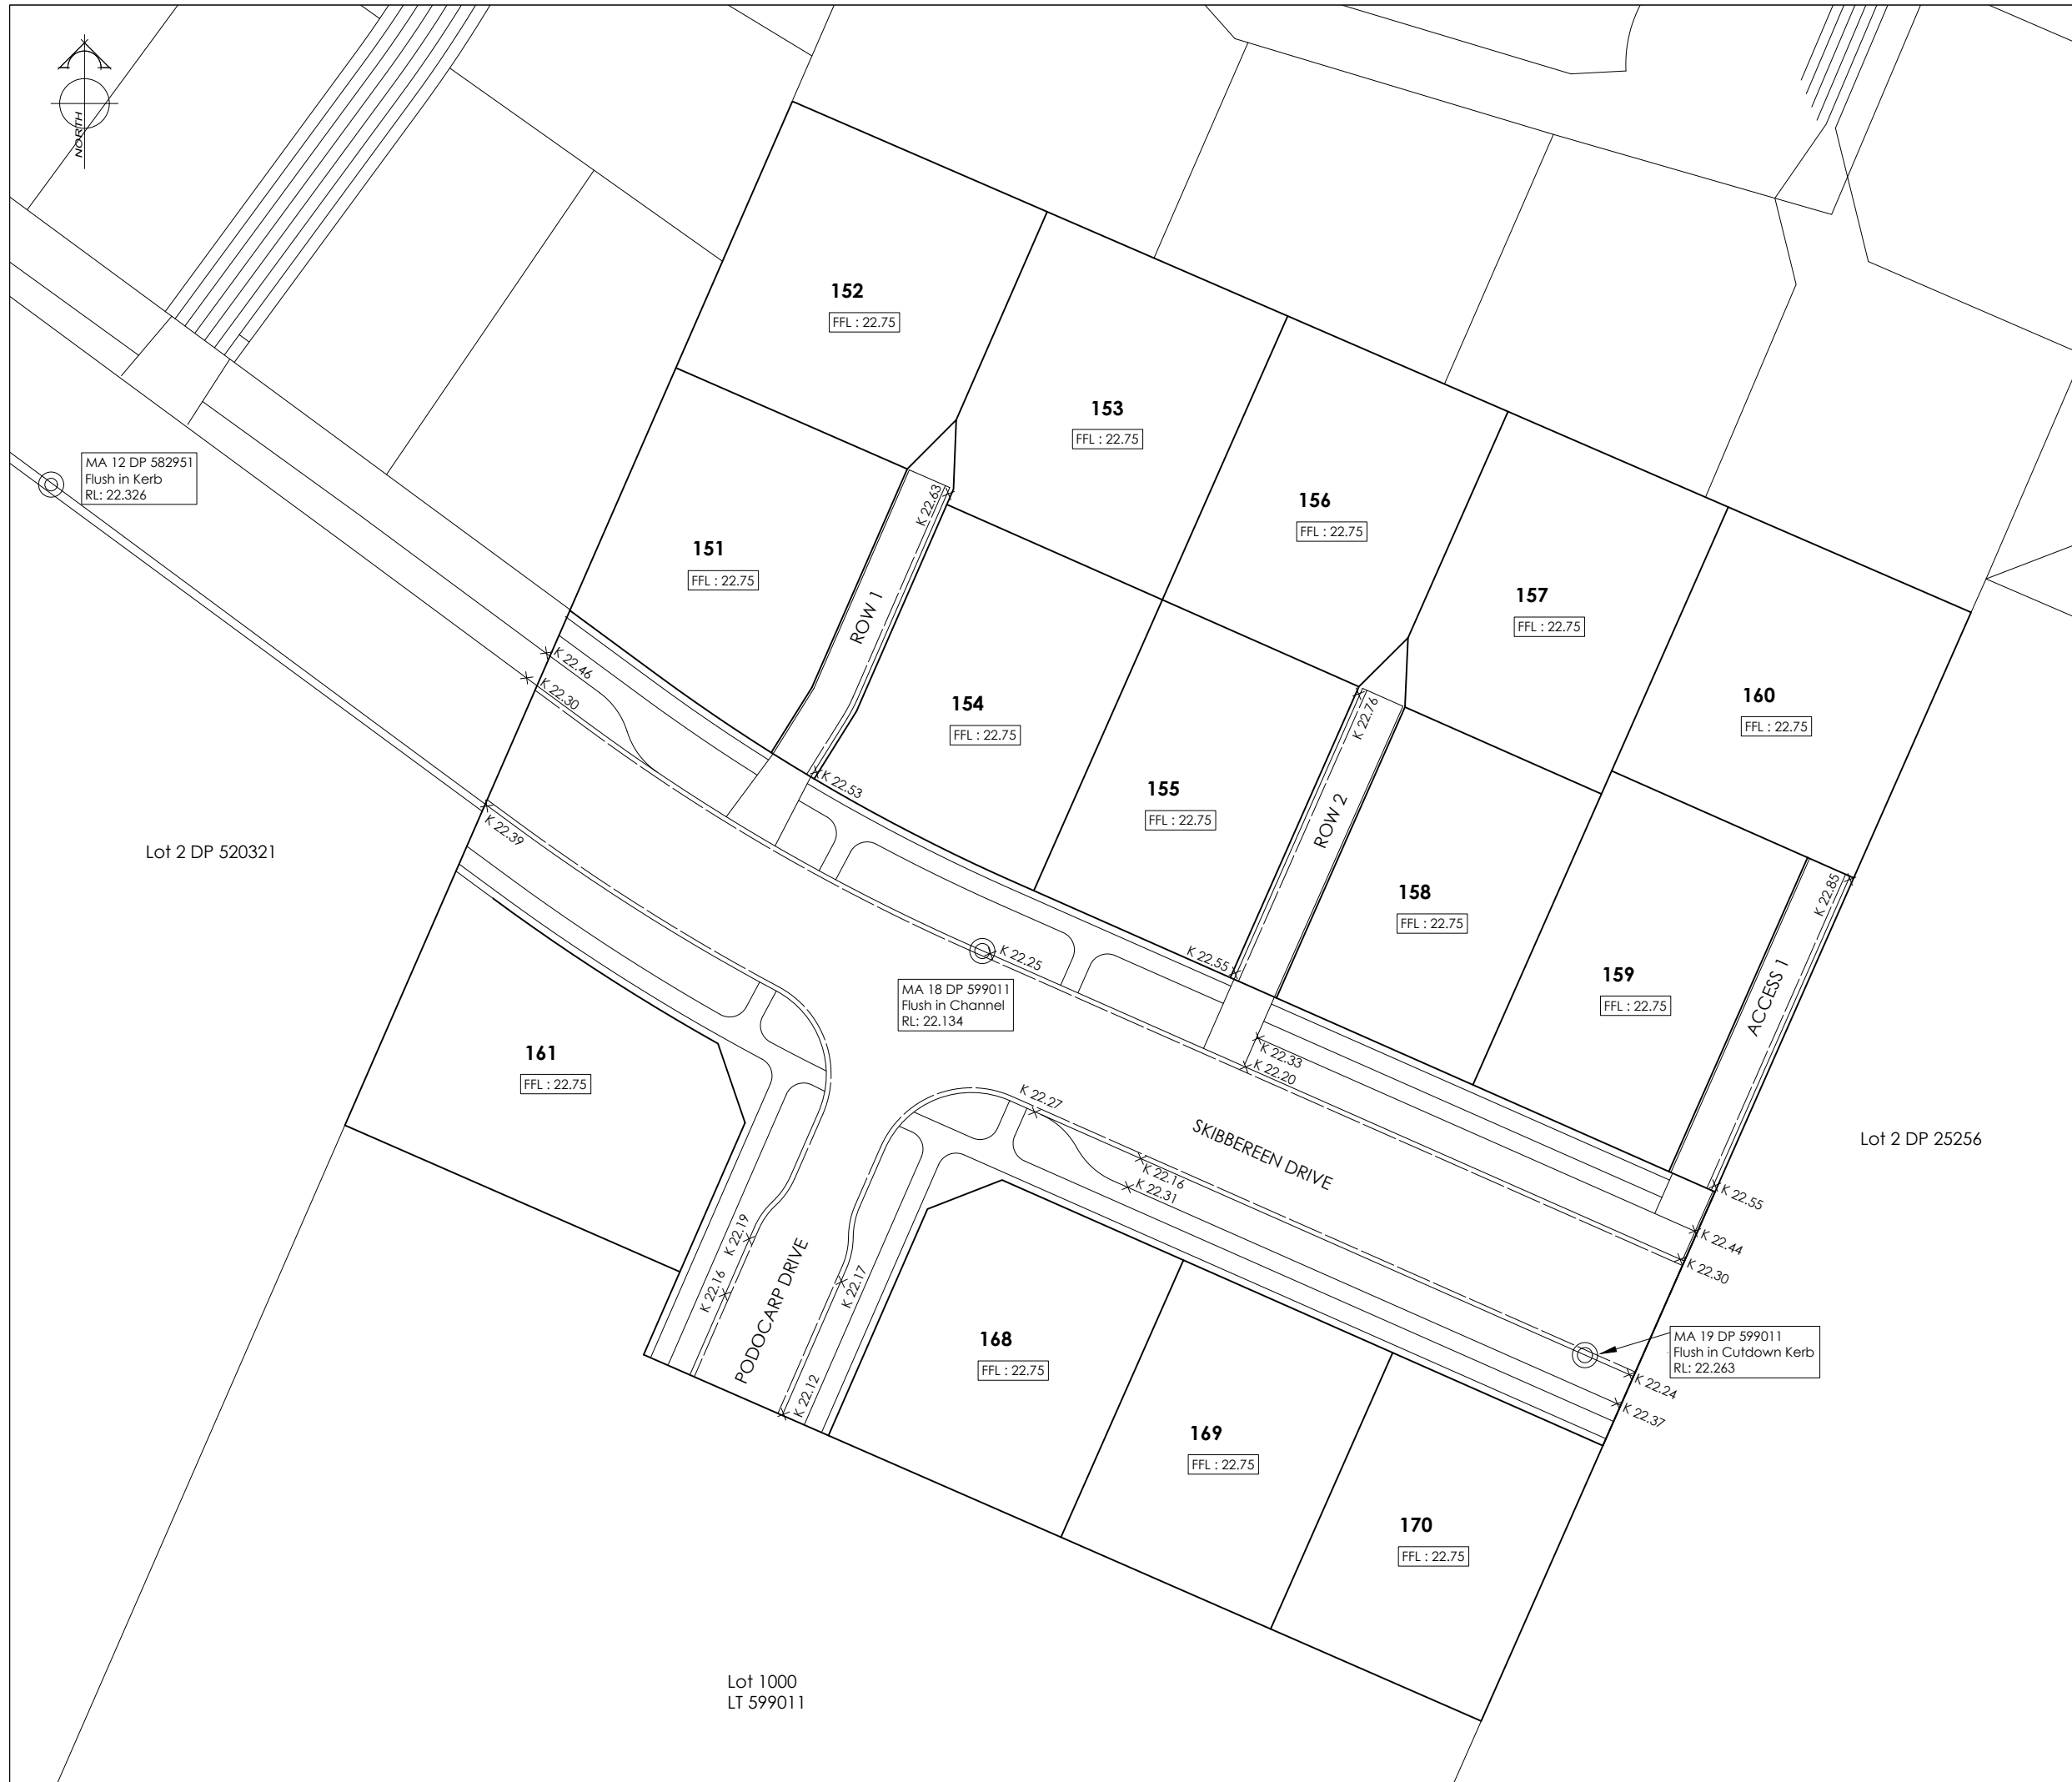 NORTH
152
FFL : 22.75
153
FFL : 22.75
MA 12 DP 582951
Flush in Kerb
RL: 22.326
K 22.63
156
FFL : 22.75
151
FFL : 22.75
ROW 1
157
FFL : 22.75
K 22.46
K 22.30
154
FFL : 22.75
K 22.76
160
FFL : 22.75
K 22.53
155
FFL : 22.75
ROW 2
K 22.39
Lot 2 DP 520321
158
FFL : 22.75
K 22.85
K 22.25
K 22.55
159
FFL : 22.75
ACCESS 1
MA 18 DP 599011
Flush in Channel
RL: 22.134
161
FFL : 22.75
K 22.33
K 22.20
K 22.27
SKIBBEREEN DRIVE
Lot 2 DP 25256
K 22.16
K 22.31
K 22.55
K 22.44
K 22.30
K 22.19
K 22.16
K 22.17
PODOCARP DRIVE
168
FFL : 22.75
MA 19 DP 599011
Flush in Cutdown Kerb
RL: 22.263
K 22.24
K 22.37
K 22.12
169
FFL : 22.75
170
FFL : 22.75
Lot 1000
LT 599011